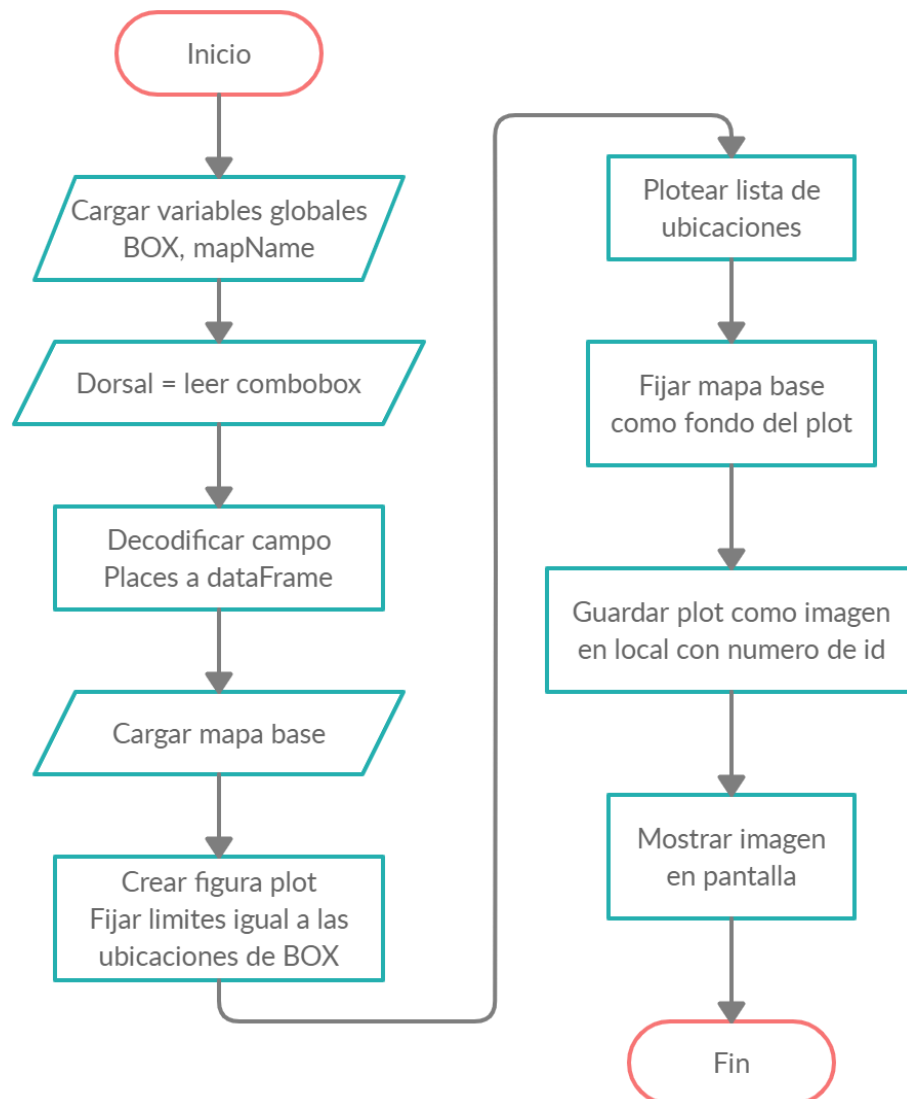 Inicio
Cargar variables globales
BOX, mapName
Dorsal = leer combobox
Decodificar campo
Places a dataFrame
Cargar mapa base
Crear figura plot
Fijar limites igual a las
ubicaciones de BOX
Plotear lista de
ubicaciones
Fijar mapa base
como fondo del plot
Guardar plot como imagen
en local con numero de id
Mostrar imagen
en pantalla
Fin